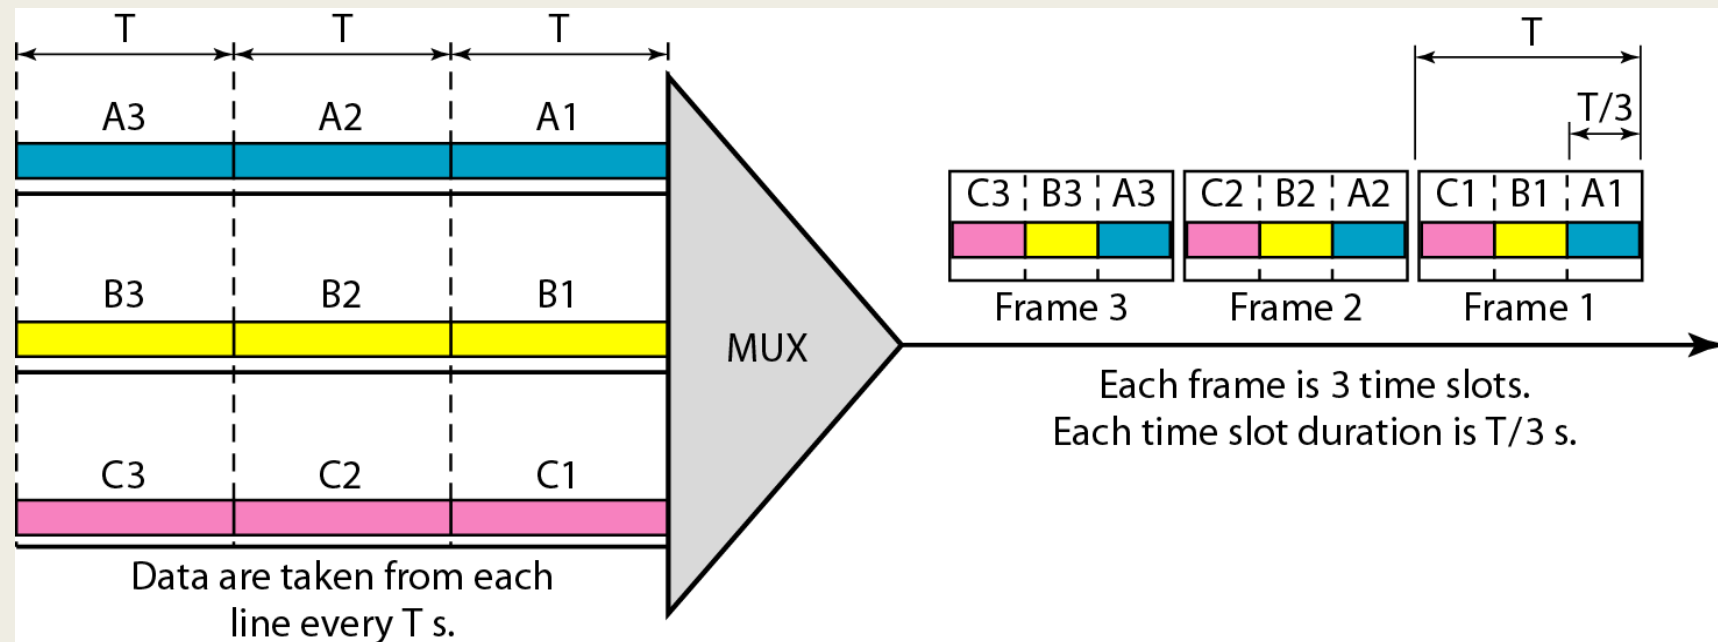 T T T
A3 A2 A1
B3 B2 B1
C3 C2 C1
Data are taken from each
line every T s.
MUX
T
T/3
C3 B3 A3 C2 B2 A2 C1 B1 A1
Frame 3 Frame 2 Frame 1
Each frame is 3 time slots.
Each time slot duration is T/3 s.